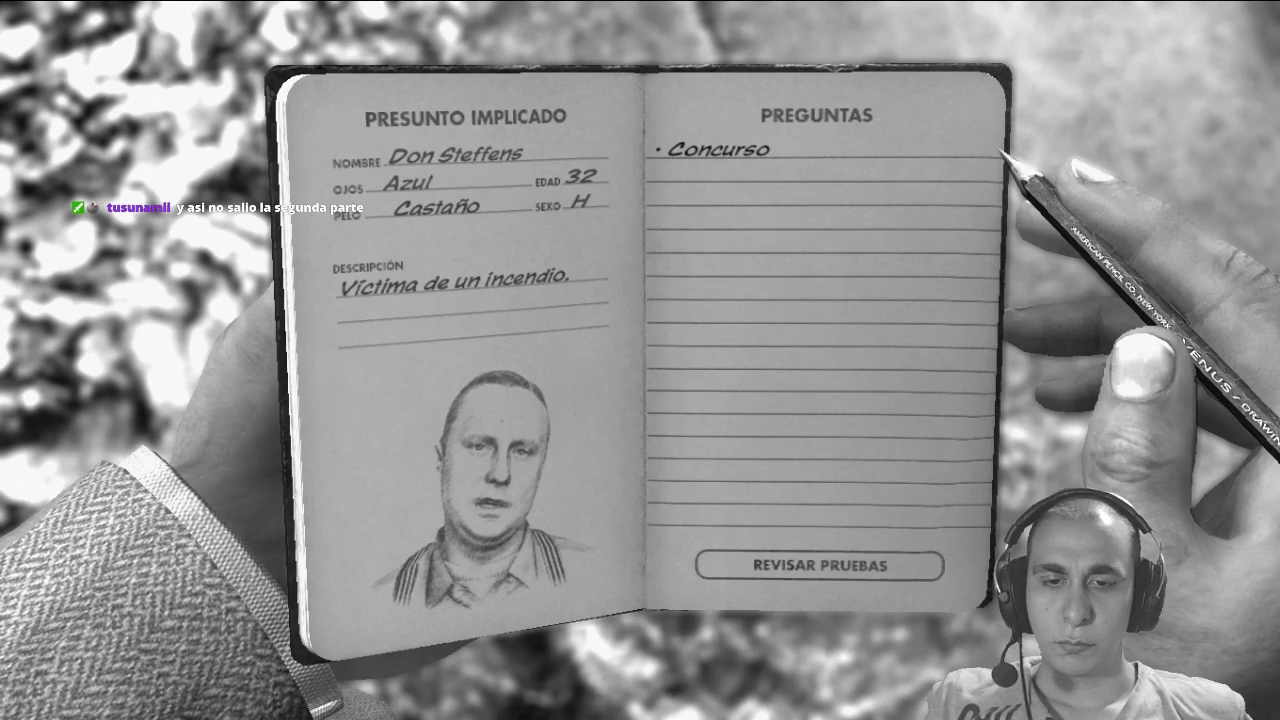 PRESUNTO IMPLICADO
NOMBRE Don Steffens
OJOS Azul EDAD 32
PELO Castaño SEXO H
DESCRIPCIÓN
Víctima de un incendio.
PREGUNTAS
• Concurso
REVISAR PRUEBAS
tusunamii y asi no salio la segunda parte
AMERICAN PENCIL CO. NEW YORK
VENUS / DRAWIN